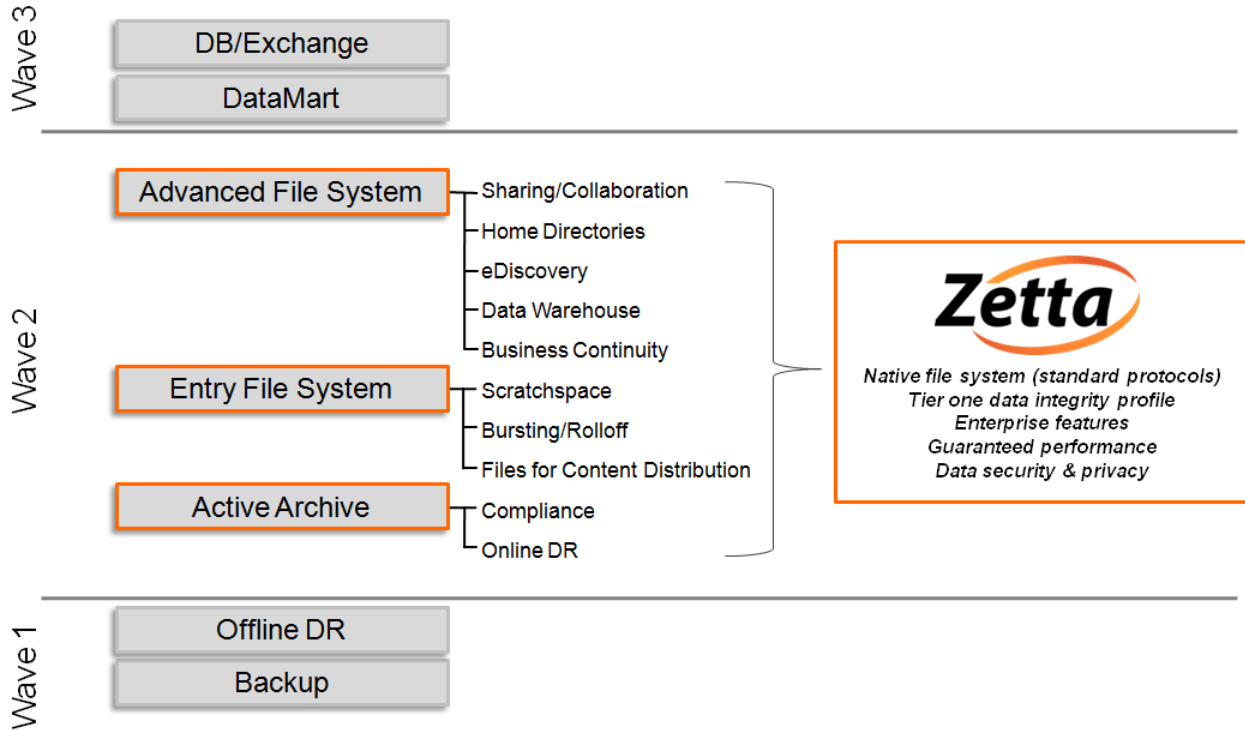 Wave 3
DB/Exchange
DataMart
Wave 2
Advanced File System
Sharing/Collaboration
Home Directories
eDiscovery
Data Warehouse
Business Continuity
Entry File System
Scratchspace
Bursting/Rolloff
Files for Content Distribution
Active Archive
Compliance
Online DR
Zetta
Native file system (standard protocols)
Tier one data integrity profile
Enterprise features
Guaranteed performance
Data security & privacy
Wave 1
Offline DR
Backup